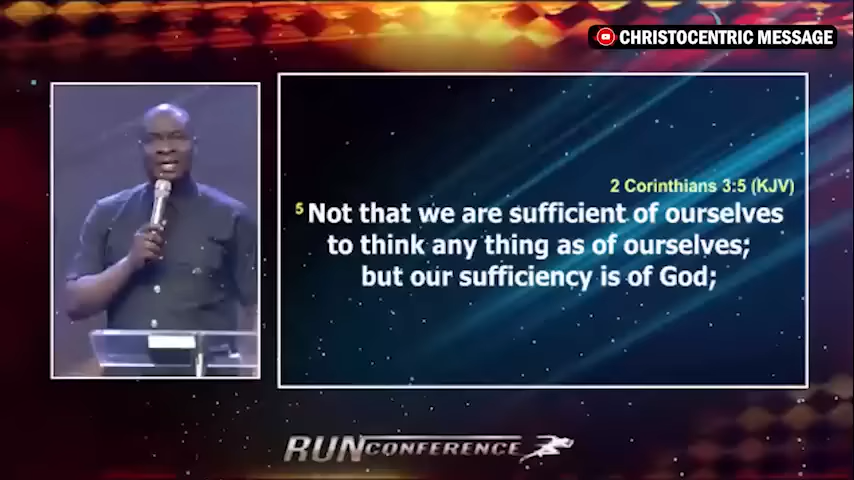 CHRISTOCENTRIC MESSAGE
2 Corinthians 3:5 (KJV)
5 Not that we are sufficient of ourselves
to think any thing as of ourselves;
but our sufficiency is of God;
RUN CONFERENCE